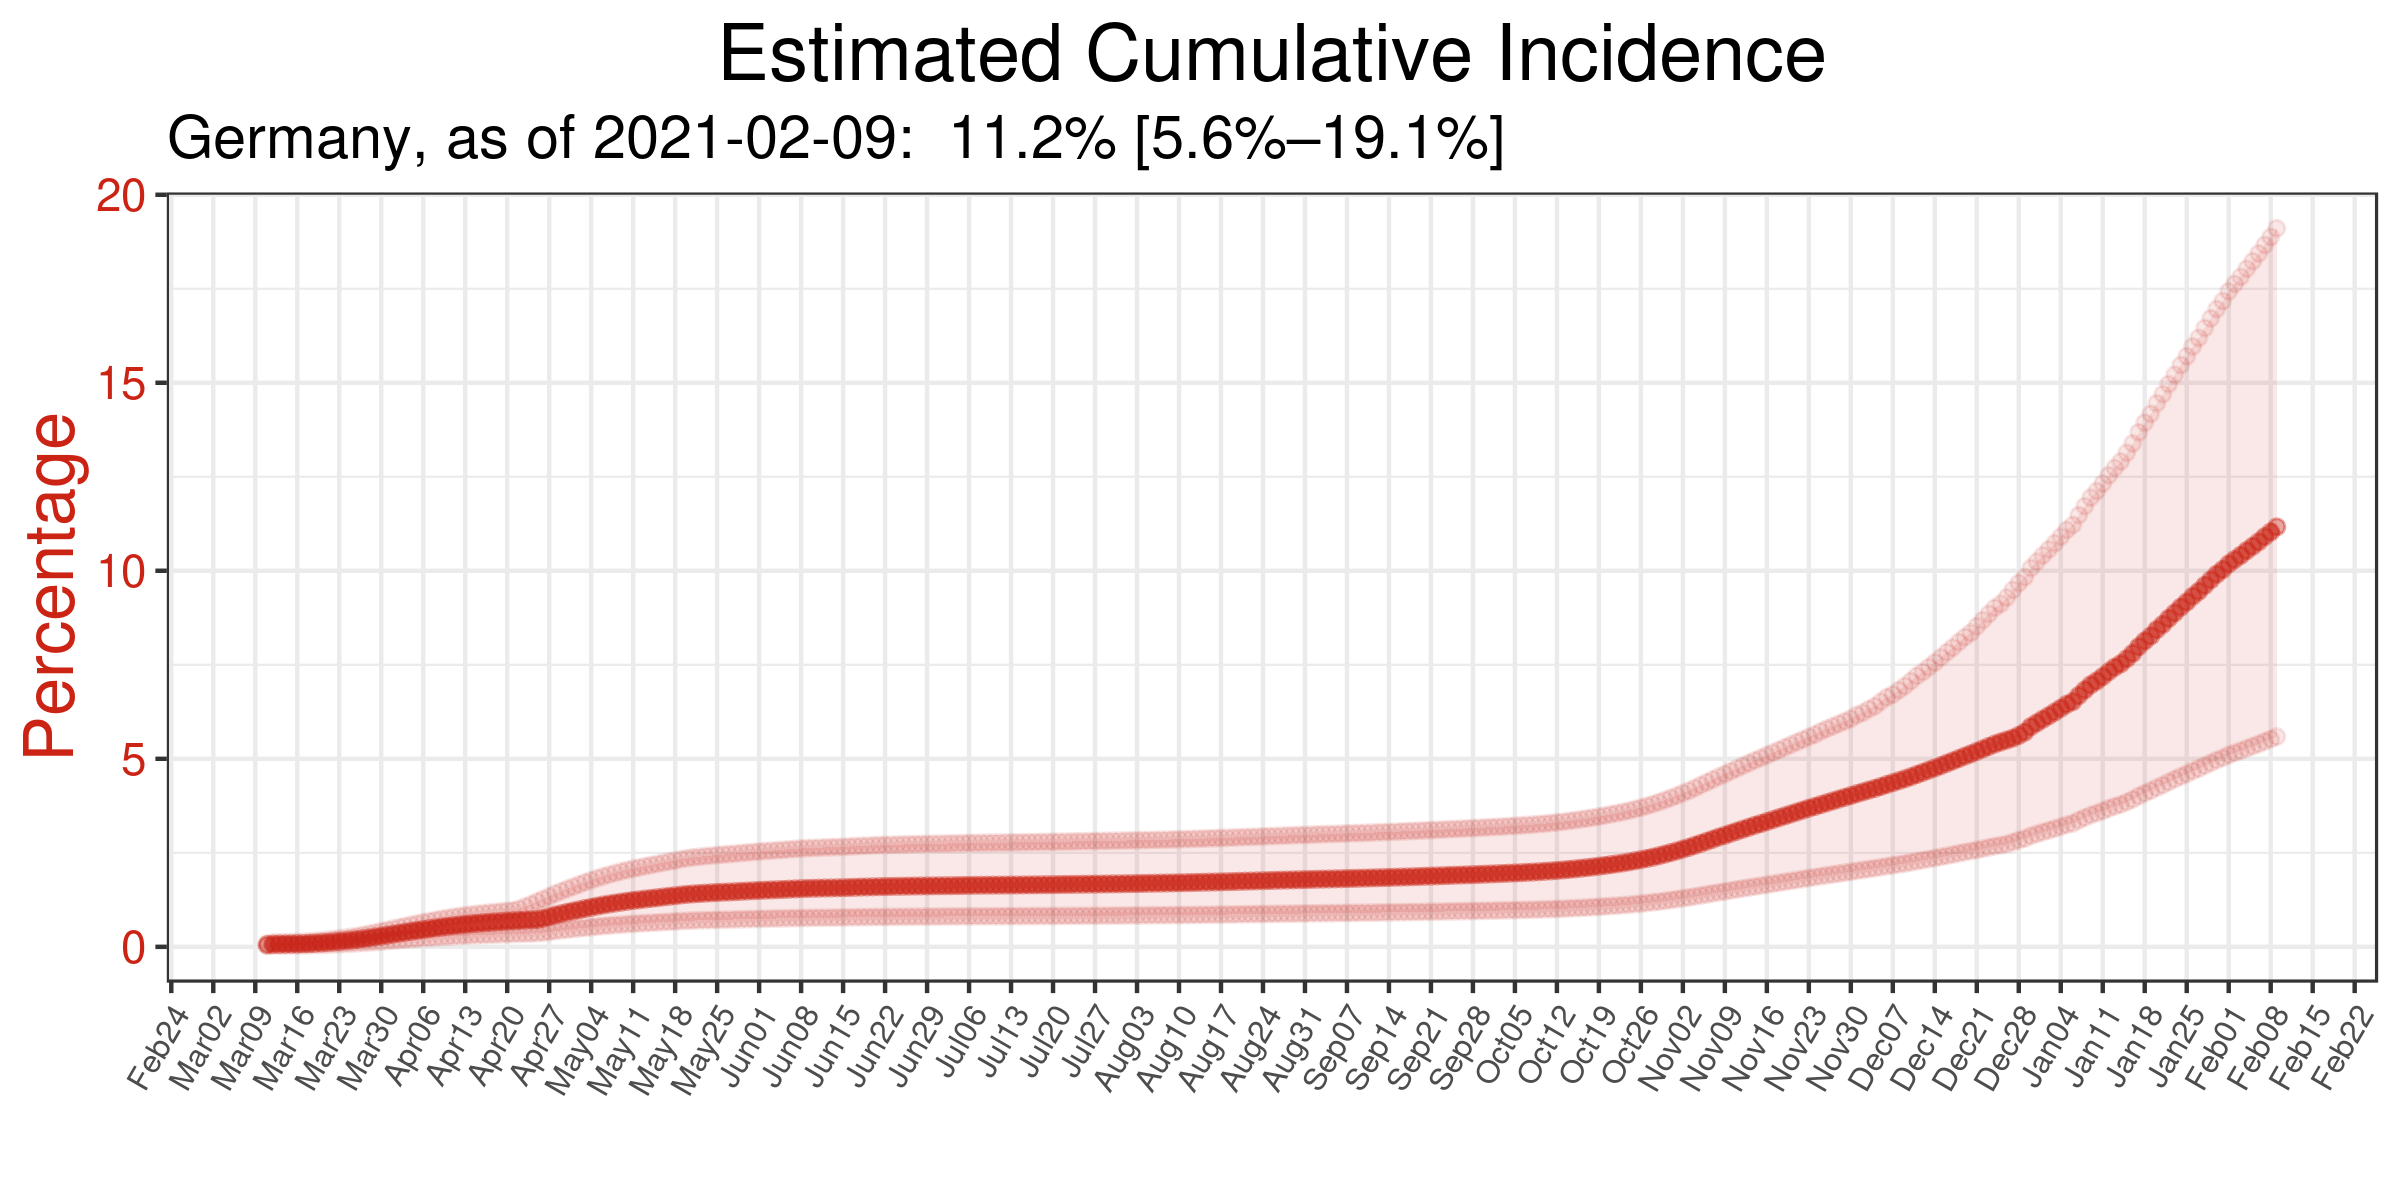 Estimated Cumulative Incidence
Germany, as of 2021-02-09:  11.2% [5.6%–19.1%]
Percentage
20
15
10
5
0
Feb24
Mar02
Mar09
Mar16
Mar23
Mar30
Apr06
Apr13
Apr20
Apr27
May04
May11
May18
May25
Jun01
Jun08
Jun15
Jun22
Jun29
Jul06
Jul13
Jul20
Jul27
Aug03
Aug10
Aug17
Aug24
Aug31
Sep07
Sep14
Sep21
Sep28
Oct05
Oct12
Oct19
Oct26
Nov02
Nov09
Nov16
Nov23
Nov30
Dec07
Dec14
Dec21
Dec28
Jan04
Jan11
Jan18
Jan25
Feb01
Feb08
Feb15
Feb22